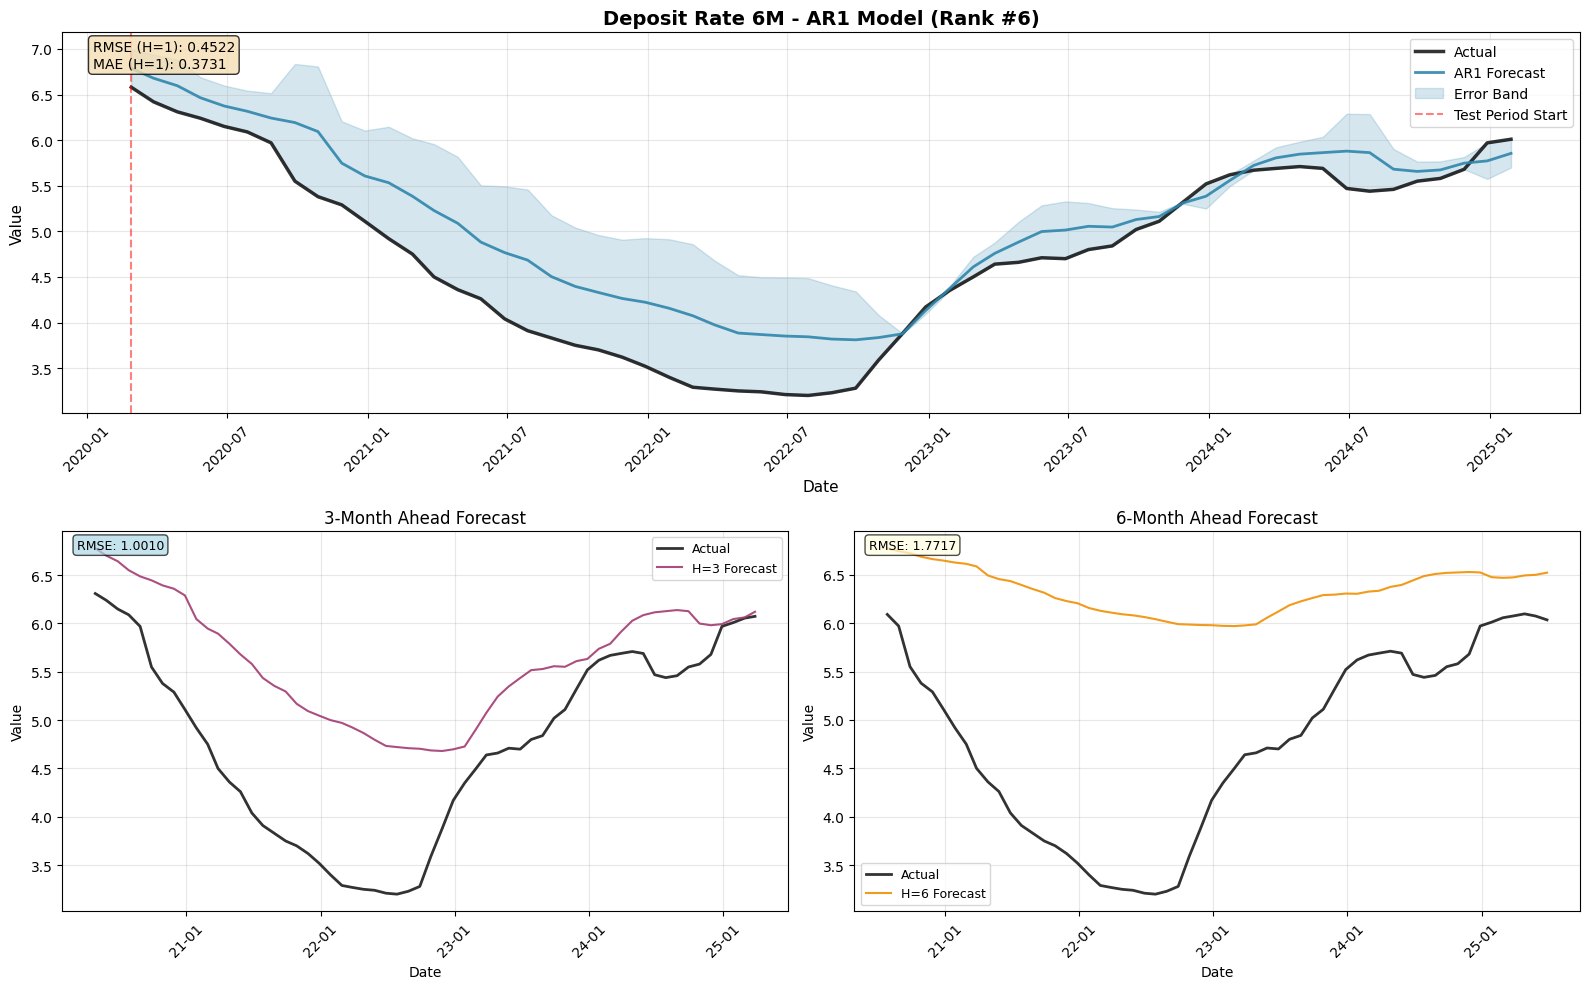 Deposit Rate 6M - AR1 Model (Rank #6)
RMSE (H=1): 0.4522
MAE (H=1): 0.3731
Actual
AR1 Forecast
Error Band
Test Period Start
Value
7.0
6.5
6.0
5.5
5.0
4.5
4.0
3.5
2020-01
2020-07
2021-01
2021-07
2022-01
2022-07
2023-01
2023-07
2024-01
2024-07
2025-01
Date
3-Month Ahead Forecast
RMSE: 1.0010
Actual
H=3 Forecast
Value
6.5
6.0
5.5
5.0
4.5
4.0
3.5
21-01
22-01
23-01
24-01
25-01
Date
6-Month Ahead Forecast
RMSE: 1.7717
Value
6.5
6.0
5.5
5.0
4.5
4.0
3.5
Actual
H=6 Forecast
21-01
22-01
23-01
24-01
25-01
Date